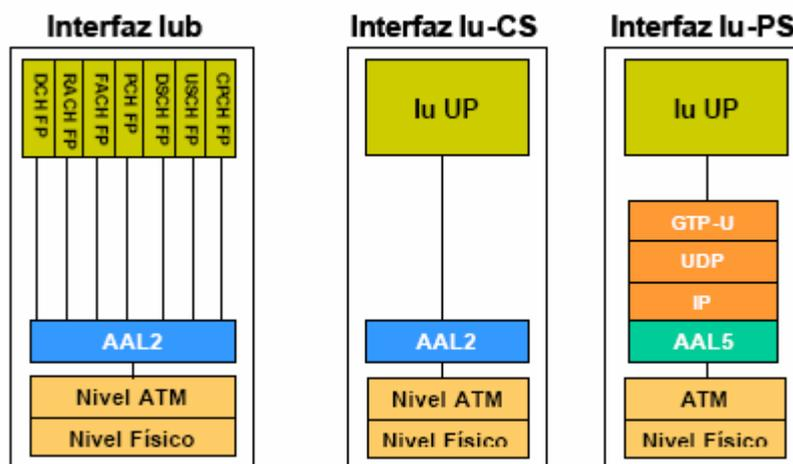 Interfaz Iub
DCH FP
RACH FP
FACH FP
PCH FP
DSCH FP
USCH FP
CPCH FP
AAL2
Nivel ATM
Nivel Físico
Interfaz Iu-CS
Iu UP
AAL2
Nivel ATM
Nivel Físico
Interfaz Iu-PS
Iu UP
GTP-U
UDP
IP
AAL5
ATM
Nivel Físico